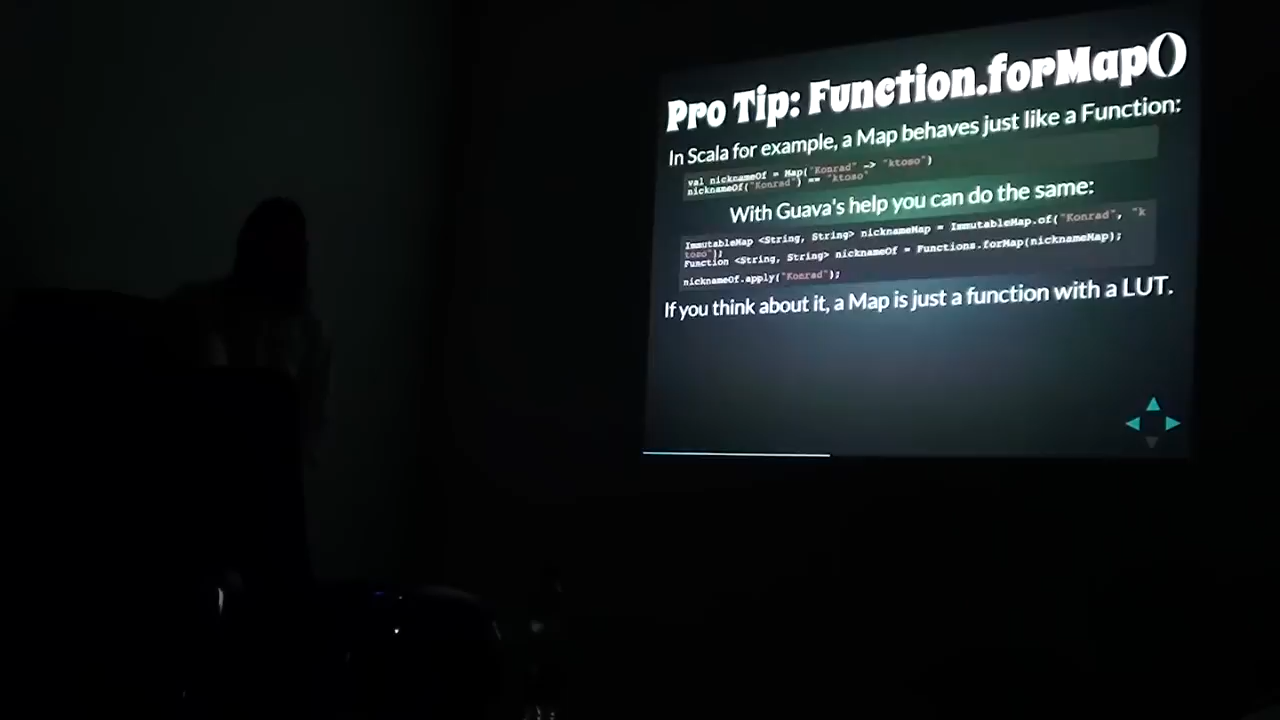 Pro Tip: Function.forMap()
In Scala for example, a Map behaves just like a Function:
val nicknameOf = Map("Konrad" -> "ktoso")
nicknameOf("Konrad") == "ktoso"
With Guava's help you can do the same:
ImmutableMap <String, String> nicknameMap = ImmutableMap.of("Konrad", "k
toso");
Function <String, String> nicknameOf = Functions.forMap(nicknameMap);
nicknameOf.apply("Konrad");
If you think about it, a Map is just a function with a LUT.